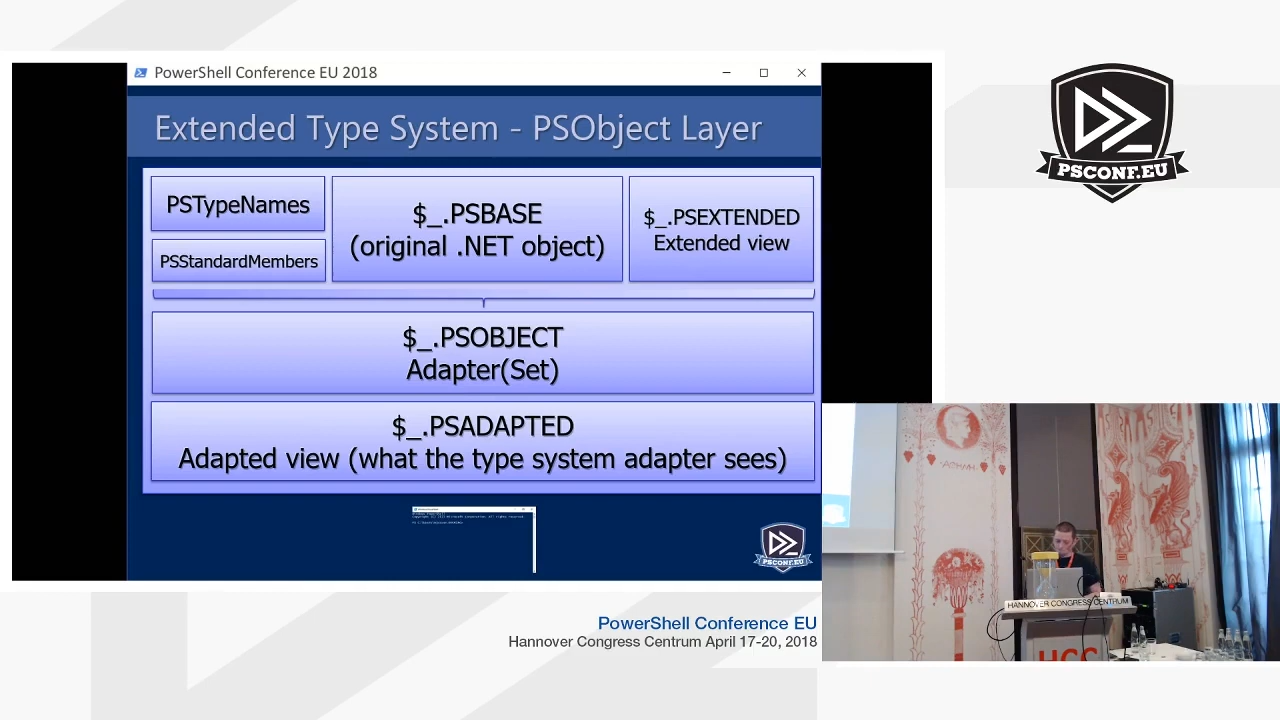 PowerShell Conference EU 2018
Extended Type System - PSObject Layer
PSTypeNames
PSStandardMembers
$_.PSBASE
(original .NET object)
$_.PSEXTENDED
Extended view
$_.PSOBJECT
Adapter(Set)
$_.PSADAPTED
Adapted view (what the type system adapter sees)
PSCONF.EU
PSCONF.EU
PowerShell Conference EU
Hannover Congress Centrum April 17-20, 2018
HANNOVER CONGRESS CENTRUM
HCC